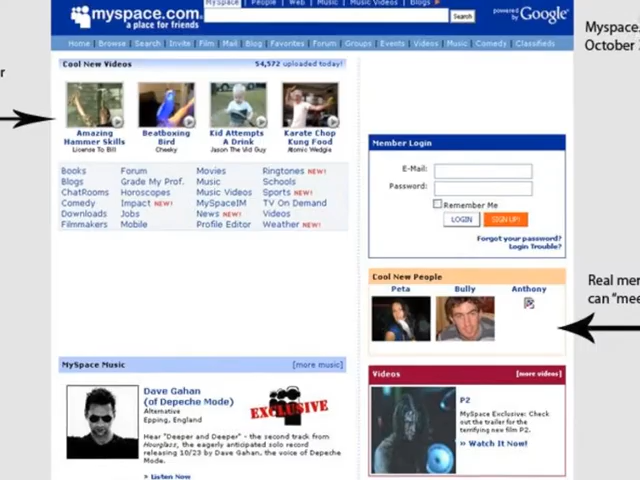 MySpace
People
Web
Music
Music Videos
Blogs
myspace.com
a place for friends
Search
powered by Google
Myspace
October
Home Browse Search Invite Film Mail Blog Favorites Forum Groups Events Videos Music Comedy Classifieds
Cool New Videos
54,572 uploaded today!
r
Amazing Hammer Skills
License To Bill
Beatboxing Bird
Cheeky
Kid Attempts A Drink
Jason The Vid Guy
Karate Chop Kung Food
Atomic Wedgie
Member Login
E-Mail:
Password:
Remember Me
LOGIN
SIGN UP!
Forgot your password?
Login Trouble?
Books Forum Movies Ringtones NEW!
Blogs Grade My Prof. Music Schools
ChatRooms Horoscopes Music Videos Sports NEW!
Comedy Impact NEW! MySpaceIM TV On Demand
Downloads Jobs News NEW! Videos
Filmmakers Mobile Profile Editor Weather NEW!
Cool New People
Peta Bully Anthony
Real mer
can "mee
MySpace Music
[more music]
Dave Gahan
(of Depeche Mode)
Alternative
Epping, England
EXCLUSIVE
Hear "Deeper and Deeper" - the second track from
Hourglass, the eagerly anticipated solo record
releasing 10/23 by Dave Gahan, the voice of Depeche
Mode.
> Listen Now
Videos
[more videos]
P2
MySpace Exclusive: Check
out the trailer for the
terrifying new film P2.
» Watch It Now!